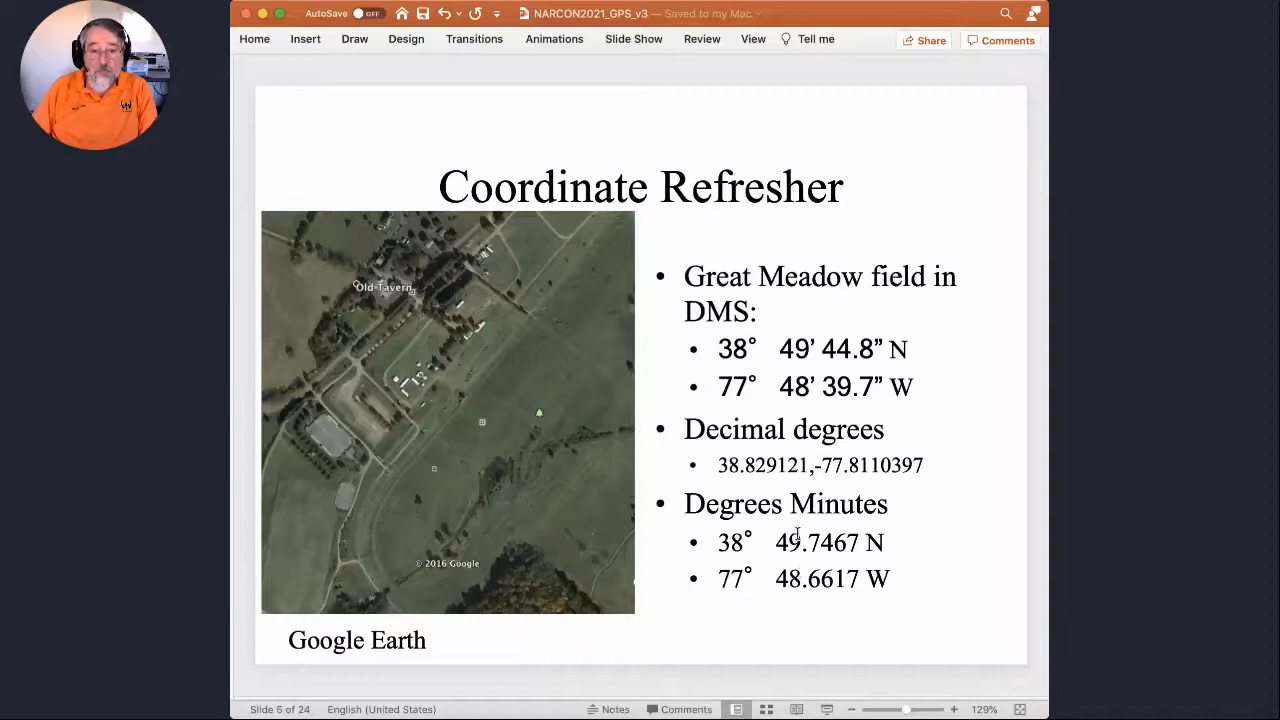 AutoSave OFF NARCON2021_GPS_v3 — Saved to my Mac
Home Insert Draw Design Transitions Animations Slide Show Review View Tell me Share Comments
Coordinate Refresher
Old Tavern
© 2016 Google
Google Earth
• Great Meadow field in
DMS:
• 38° 49’ 44.8” N
• 77° 48’ 39.7” W
• Decimal degrees
• 38.829121,-77.8110397
• Degrees Minutes
• 38° 49.7467 N
• 77° 48.6617 W
Slide 5 of 24 English (United States) Notes Comments 129%